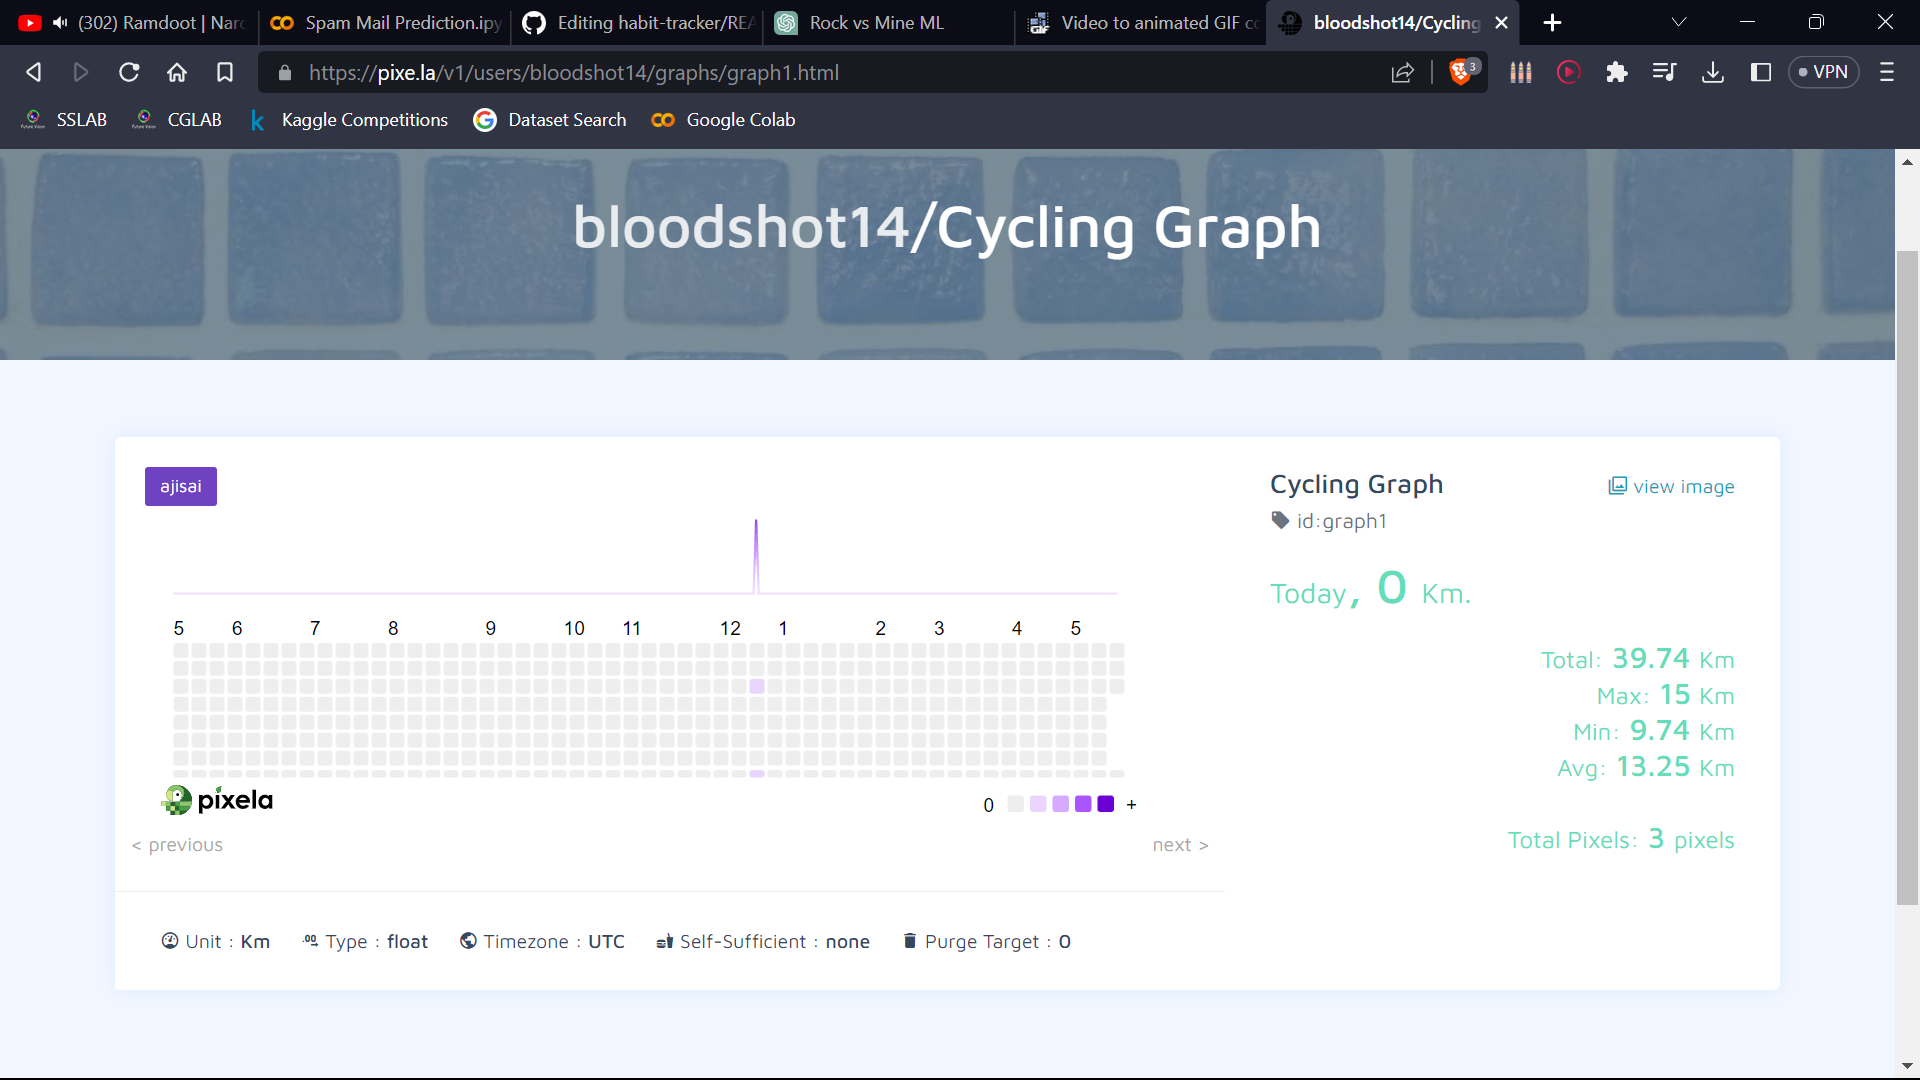 (302) Ramdoot | Narc
Spam Mail Prediction.ipy
Editing habit-tracker/REA
Rock vs Mine ML
Video to animated GIF co
bloodshot14/Cycling
https://pixe.la/v1/users/bloodshot14/graphs/graph1.html
3
VPN
SSLAB
CGLAB
Kaggle Competitions
Dataset Search
Google Colab
bloodshot14/Cycling Graph
ajisai
5 6 7 8 9 10 11 12 1 2 3 4 5
pixela
0 +
< previous
next >
Cycling Graph
view image
id:graph1
Today, 0 Km.
Total: 39.74 Km
Max: 15 Km
Min: 9.74 Km
Avg: 13.25 Km
Total Pixels: 3 pixels
Unit : Km
Type : float
Timezone : UTC
Self-Sufficient : none
Purge Target : 0